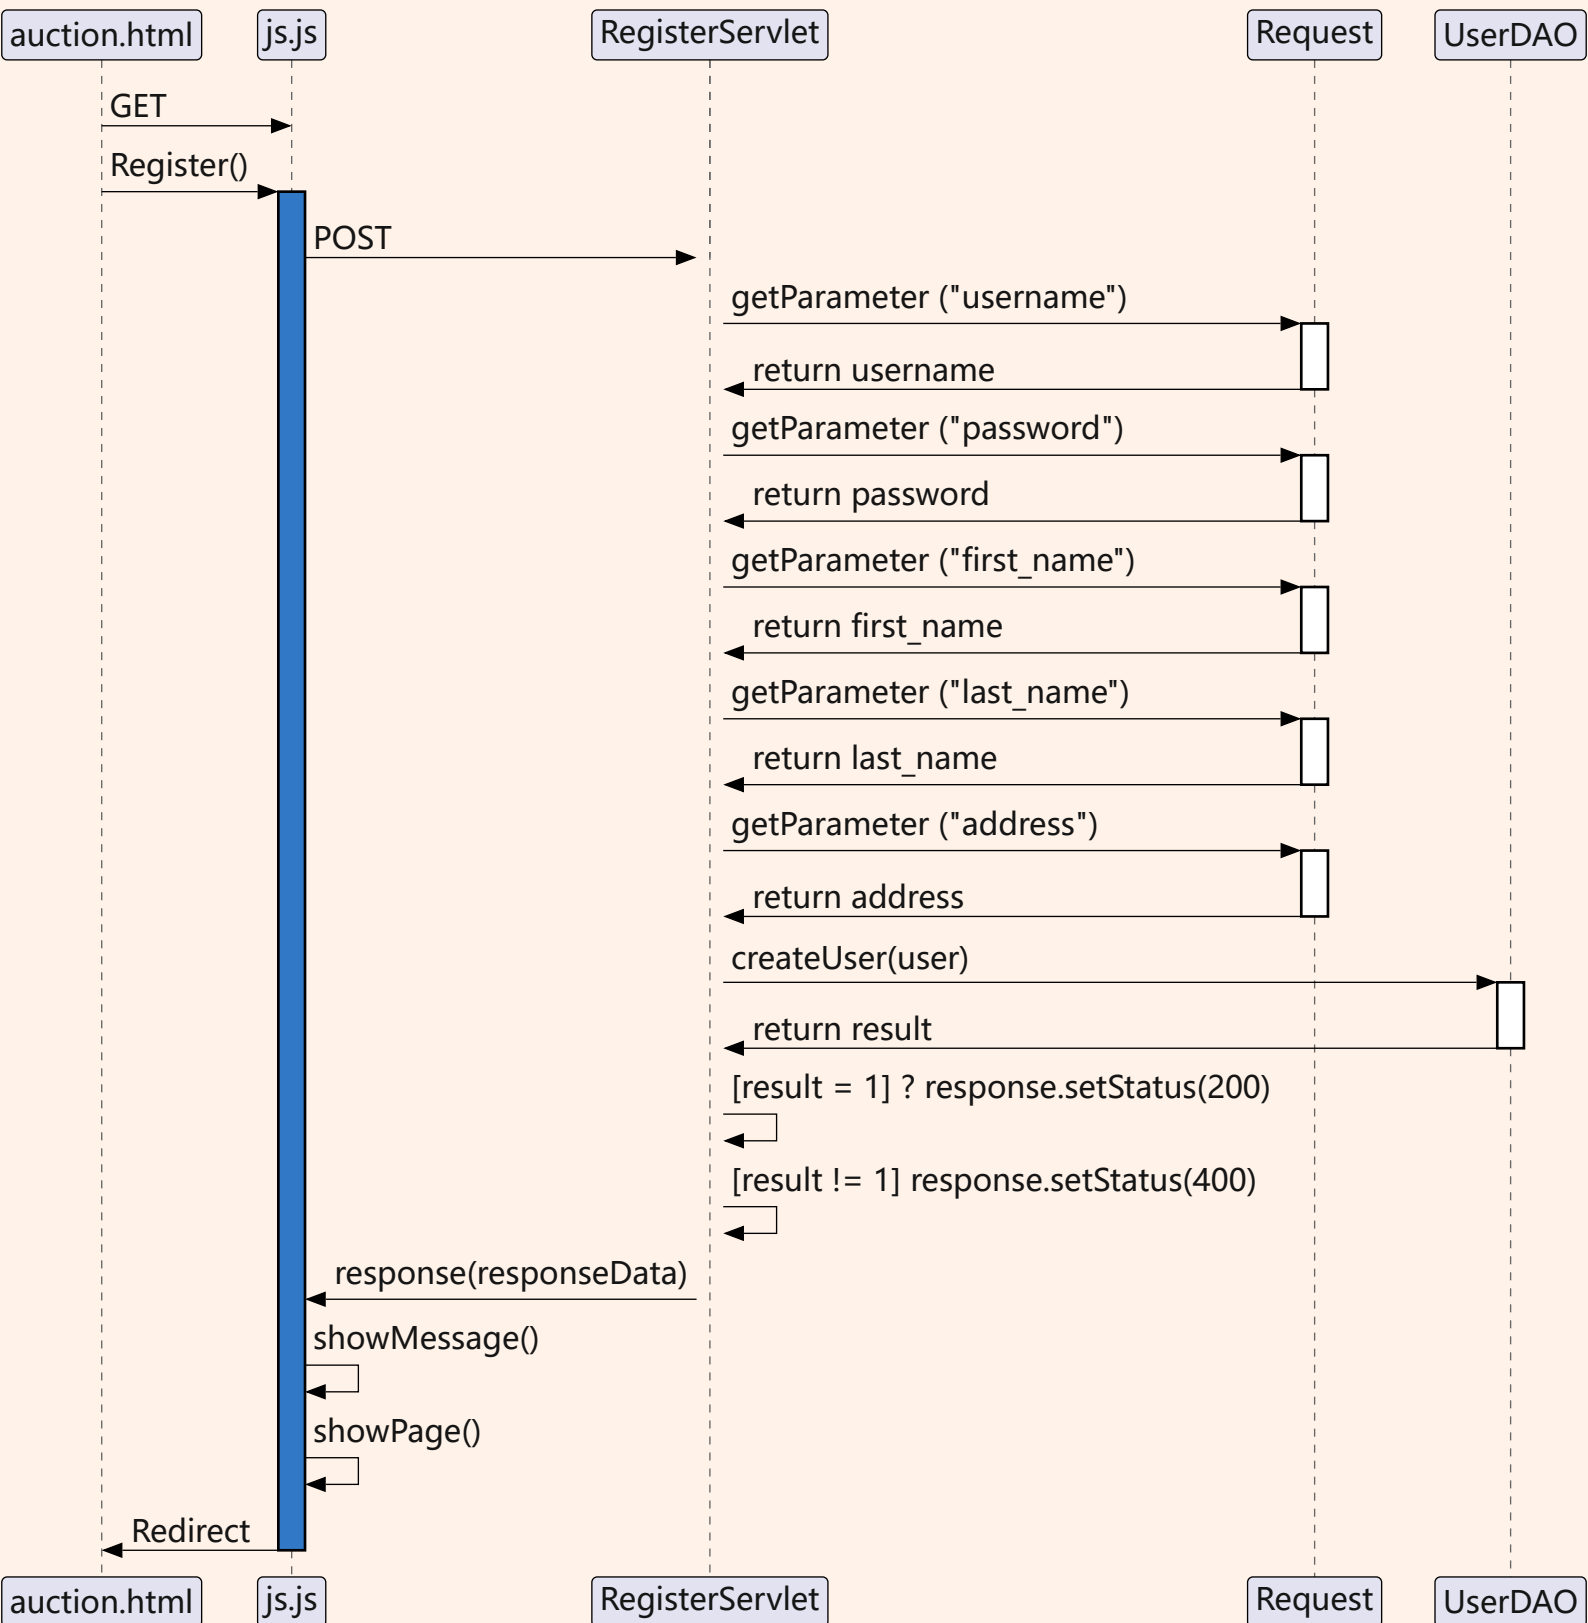 auction.html
js.js
RegisterServlet
Request
UserDAO
GET
Register()
POST
getParameter ("username")
return username
getParameter ("password")
return password
getParameter ("first_name")
return first_name
getParameter ("last_name")
return last_name
getParameter ("address")
return address
createUser(user)
return result
[result = 1] ? response.setStatus(200)
[result != 1] response.setStatus(400)
response(responseData)
showMessage()
showPage()
Redirect
auction.html
js.js
RegisterServlet
Request
UserDAO